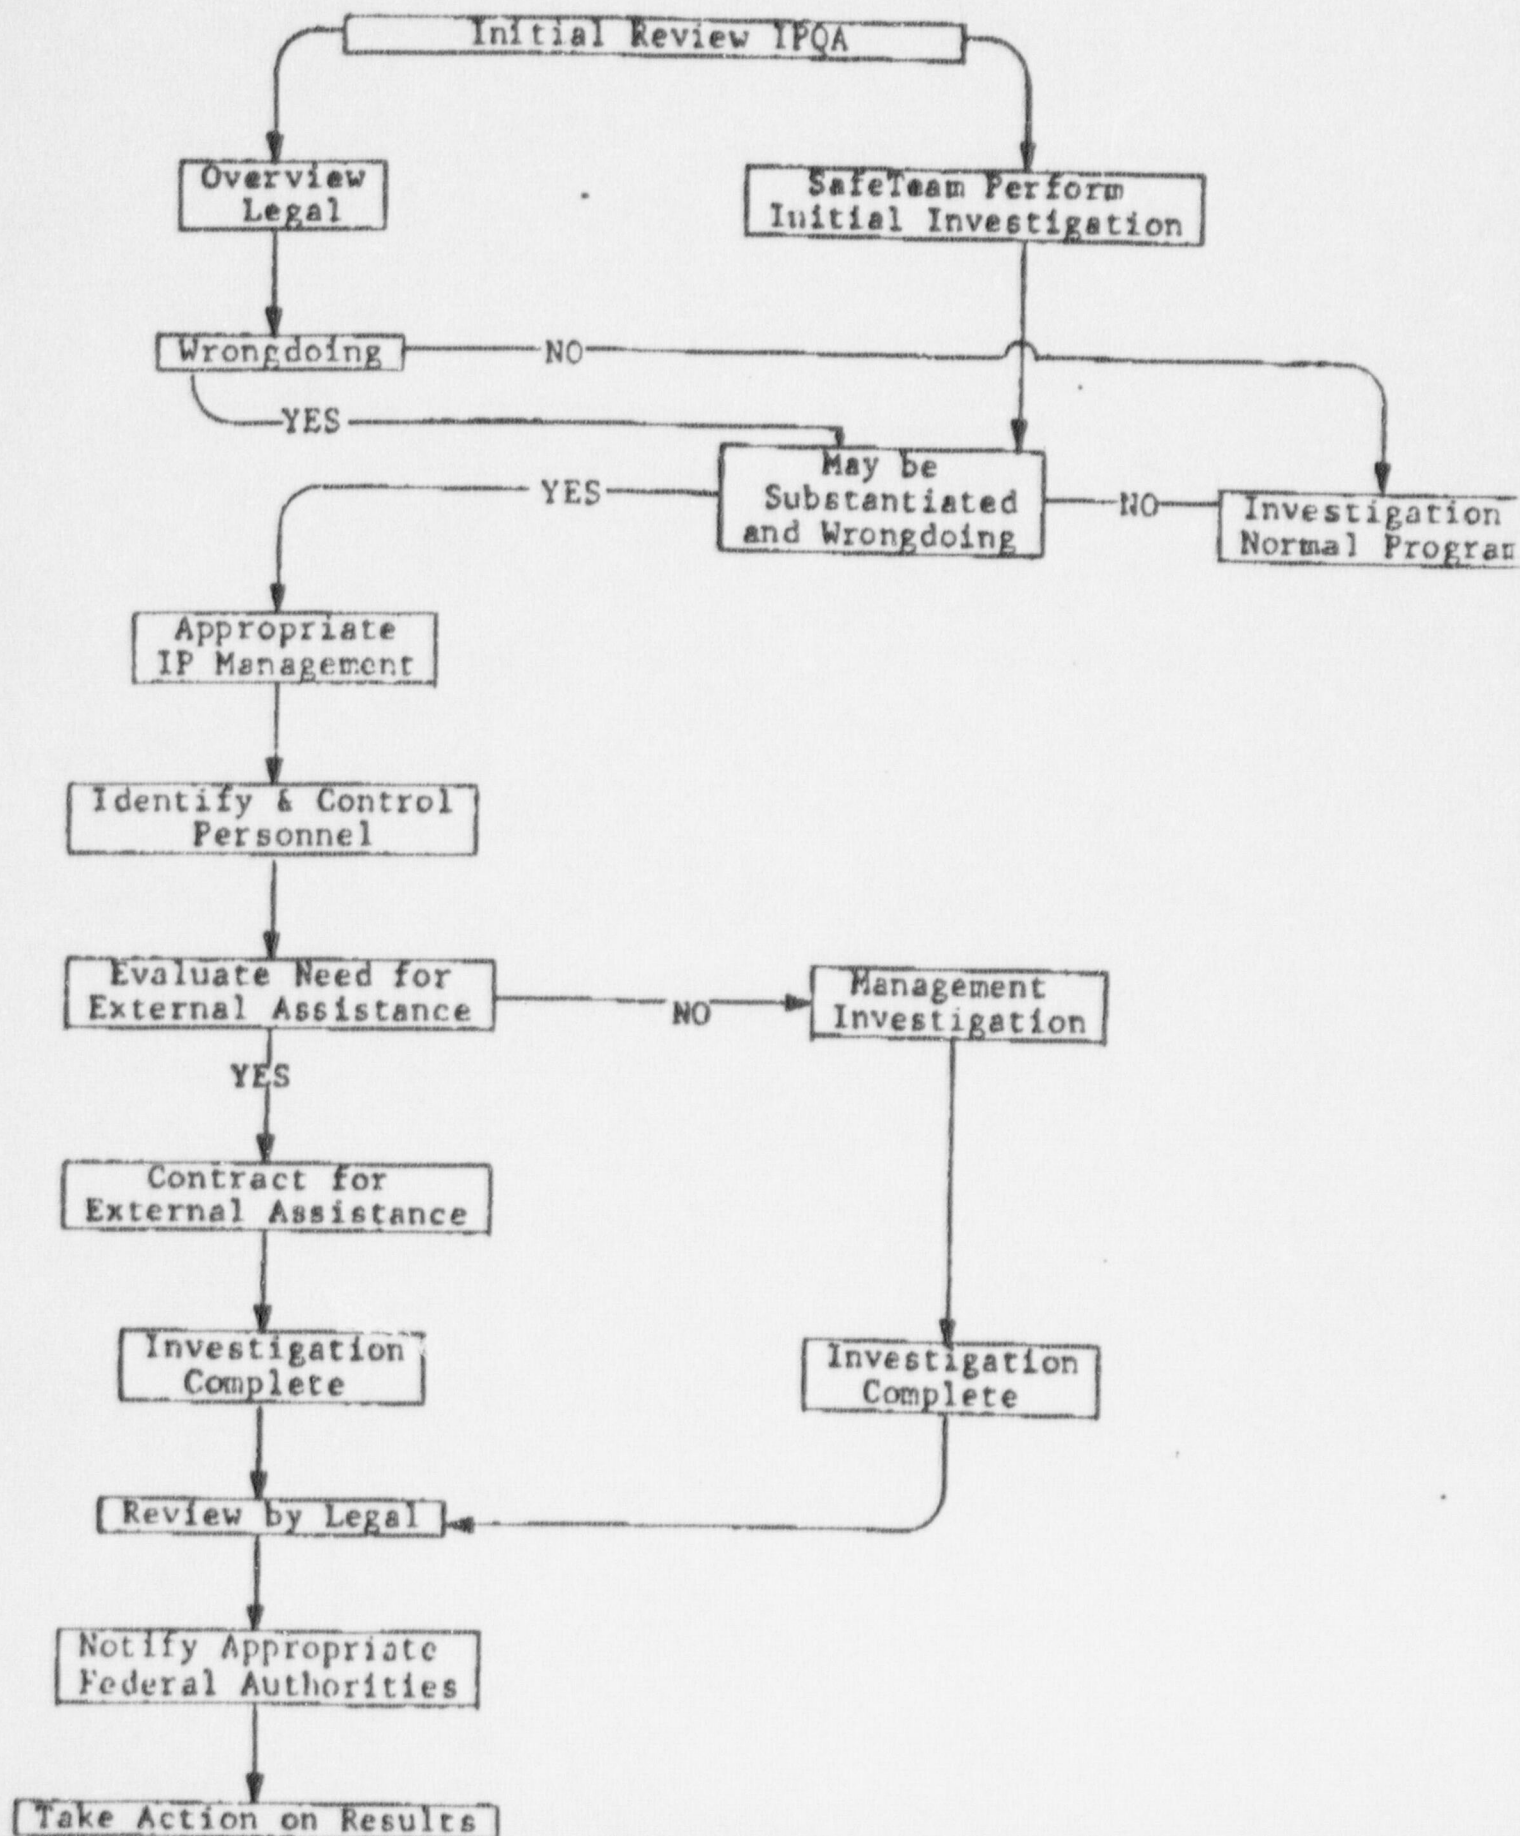 Initial Review IPQA
Overview
Legal
SafeTeam Perform
Initial Investigation
Wrongdoing
NO
YES
May be
Substantiated
and Wrongdoing
YES
NO
Investigation
Normal Program
Appropriate
IP Management
Identify & Control
Personnel
Evaluate Need for
External Assistance
NO
Management
Investigation
YES
Contract for
External Assistance
Investigation
Complete
Investigation
Complete
Review by Legal
Notify Appropriate
Federal Authorities
Take Action on Results